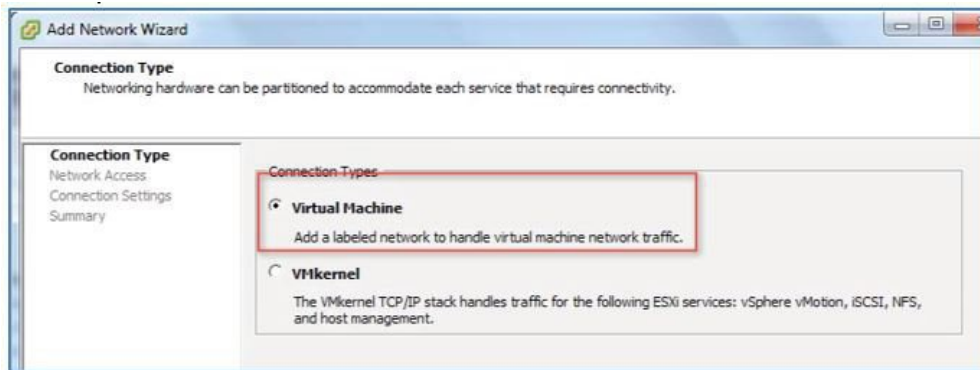 Add Network Wizard
Connection Type
Networking hardware can be partitioned to accommodate each service that requires connectivity.
Connection Type
Network Access
Connection Settings
Summary
Connection Types
Virtual Machine
Add a labeled network to handle virtual machine network traffic.
VMkernel
The VMkernel TCP/IP stack handles traffic for the following ESXi services: vSphere vMotion, iSCSI, NFS,
and host management.